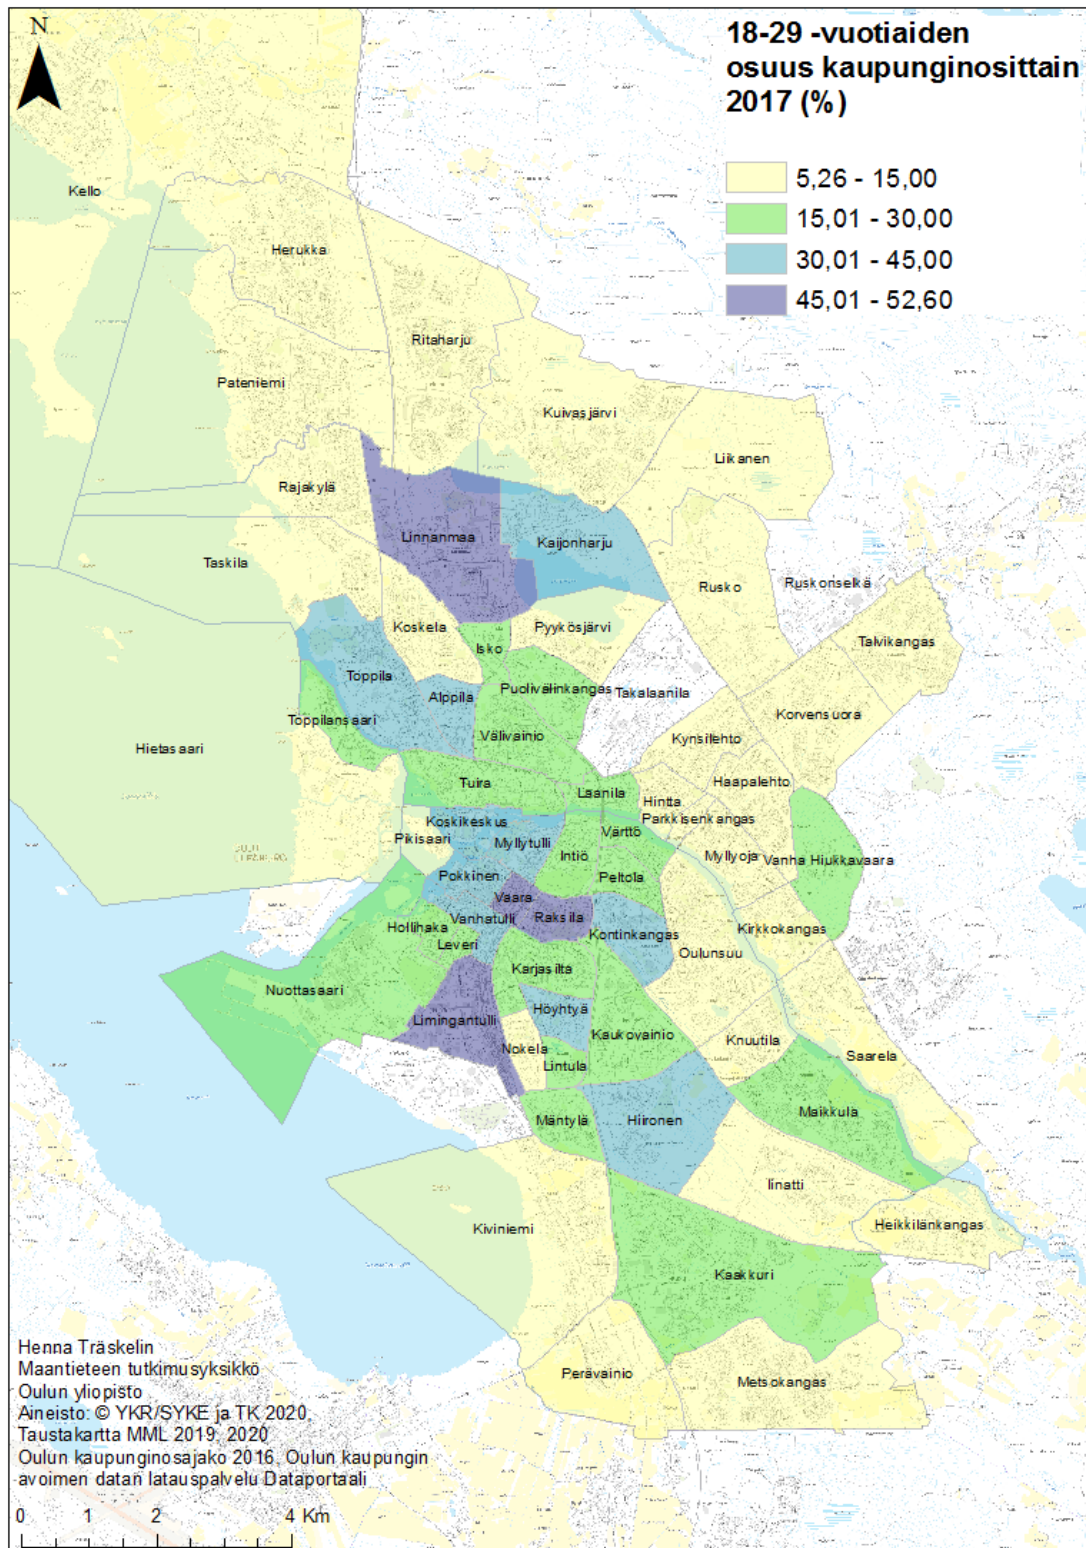 N
18-29 -vuotiaiden
osuus kaupunginosittain
2017 (%)
5,26 - 15,00
15,01 - 30,00
30,01 - 45,00
45,01 - 52,60
Kello
Herukka
Ritaharju
Pateniemi
Kuivasjärvi
Liikanen
Rajakylä
Linnanmaa
Kaijonharju
Taskila
Rusko
Ruskonselkä
Koskela
Pyykösjärvi
Talvikangas
Isko
Toppila
Alppila
Puolivälinkangas
Takalaanila
Toppilansaari
Korvensuora
Välivainio
Kynsilehto
Hietasaari
Tuira
Laanila
Haapalehto
Hintta
Koskikeskus
Parkkisenkangas
Pikisaari
Värttö
Myllytulli
Intiö
Myllyoja
Vanha Hiukkavaara
Pokkinen
Peltola
Vaara
Vanhatulli
Raksila
Hollihaka
Kontinkangas
Kirkkokangas
Leveri
Oulunsuu
Karjasilta
Nuottasaari
Höyhtyä
Limingantulli
Kaukovainio
Knuutila
Nokela
Saarela
Lintula
Mäntylä
Hiironen
Maikkula
Iinatti
Kiviniemi
Heikkilänkangas
Kaakkuri
Perävainio
Metsokangas
Henna Träskelin
Maantieteen tutkimusyksikkö
Oulun yliopisto
Aineisto: © YKR/SYKE ja TK 2020,
Taustakartta MML 2019, 2020
Oulun kaupunginosajako 2016, Oulun kaupungin
avoimen datan latauspalvelu Dataportaali
0 1 2 4 Km